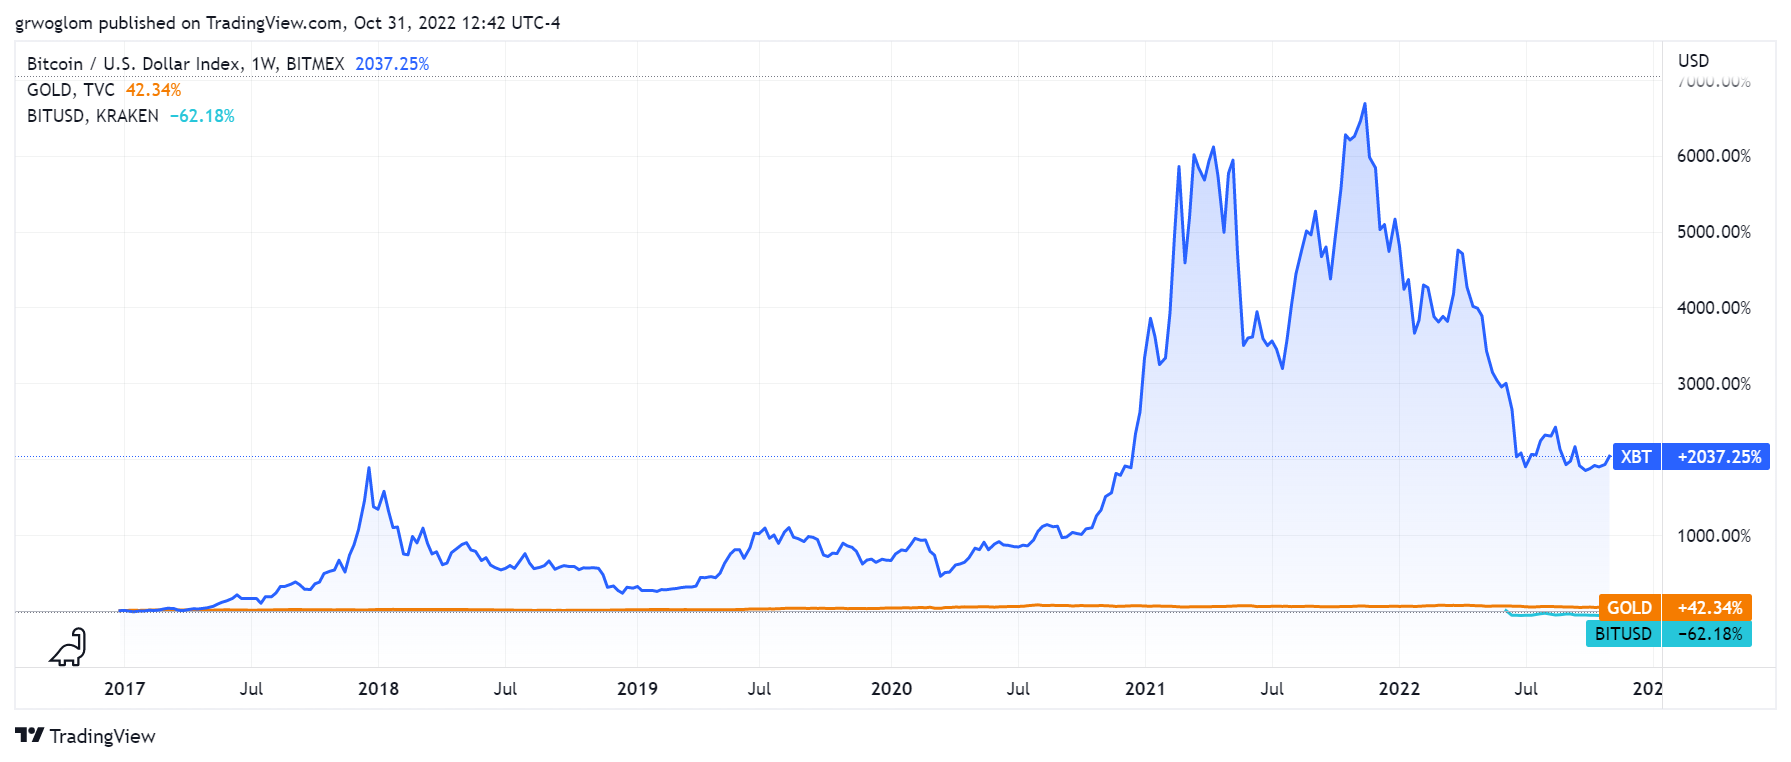 grwoglom published on TradingView.com, Oct 31, 2022 12:42 UTC-4
Bitcoin / U.S. Dollar Index, 1W, BITMEX 2037.25%
GOLD, TVC 42.34%
BITUSD, KRAKEN −62.18%
USD
7000.00%
6000.00%
5000.00%
4000.00%
3000.00%
XBT +2037.25%
1000.00%
GOLD +42.34%
BITUSD −62.18%
2017 Jul 2018 Jul 2019 Jul 2020 Jul 2021 Jul 2022 Jul 202
TradingView